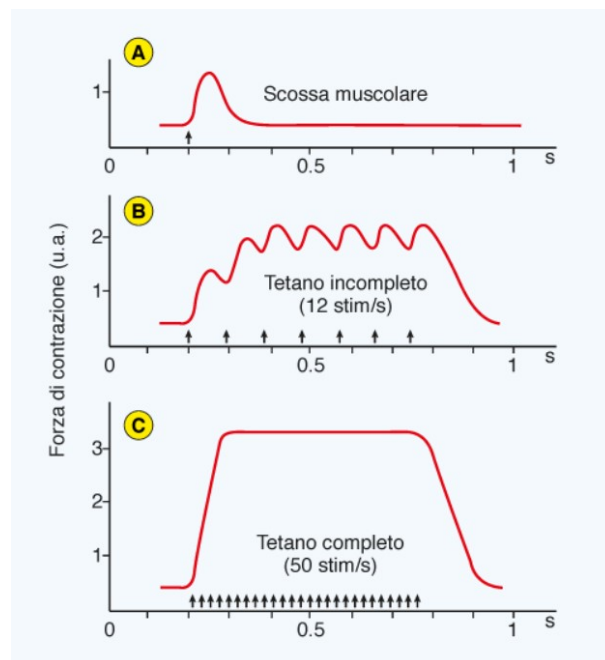 A
1
Scossa muscolare
0
0.5
1
s
Forza di contrazione (u.a.)
B
2
1
Tetano incompleto
(12 stim/s)
0
0.5
1
s
C
3
2
1
Tetano completo
(50 stim/s)
0
0.5
1
s